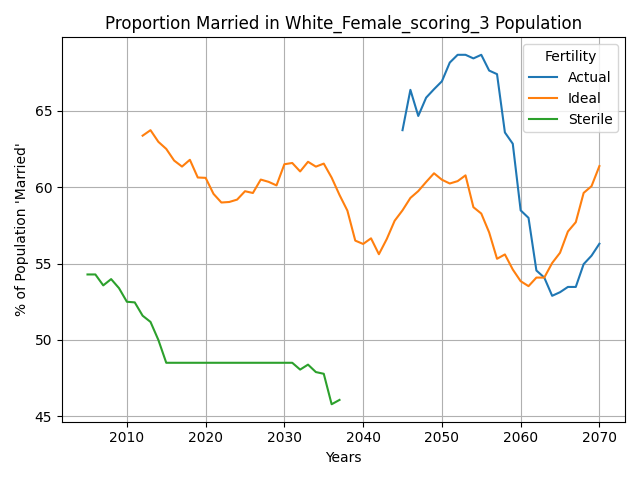 Proportion Married in White_Female_scoring_3 Population
% of Population 'Married'
65
60
55
50
45
Fertility
Actual
Ideal
Sterile
2010 2020 2030 2040 2050 2060 2070
Years